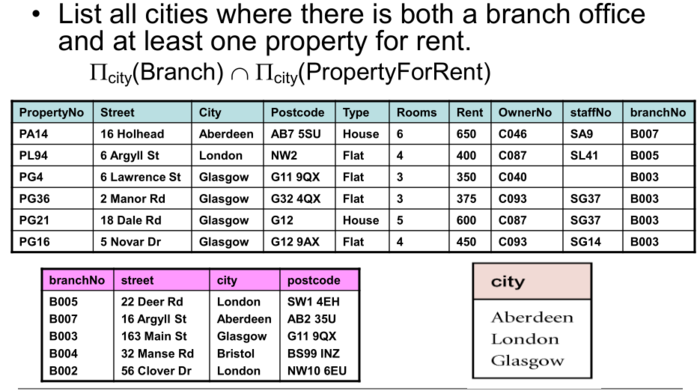 • List all cities where there is both a branch office
and at least one property for rent.
Πcity(Branch) ∩ Πcity(PropertyForRent)
PropertyNo Street City Postcode Type Rooms Rent OwnerNo staffNo branchNo
PA14 16 Holhead Aberdeen AB7 5SU House 6 650 C046 SA9 B007
PL94 6 Argyll St London NW2 Flat 4 400 C087 SL41 B005
PG4 6 Lawrence St Glasgow G11 9QX Flat 3 350 C040 B003
PG36 2 Manor Rd Glasgow G32 4QX Flat 3 375 C093 SG37 B003
PG21 18 Dale Rd Glasgow G12 House 5 600 C087 SG37 B003
PG16 5 Novar Dr Glasgow G12 9AX Flat 4 450 C093 SG14 B003
branchNo street city postcode
B005 22 Deer Rd London SW1 4EH
B007 16 Argyll St Aberdeen AB2 35U
B003 163 Main St Glasgow G11 9QX
B004 32 Manse Rd Bristol BS99 INZ
B002 56 Clover Dr London NW10 6EU
city
Aberdeen
London
Glasgow